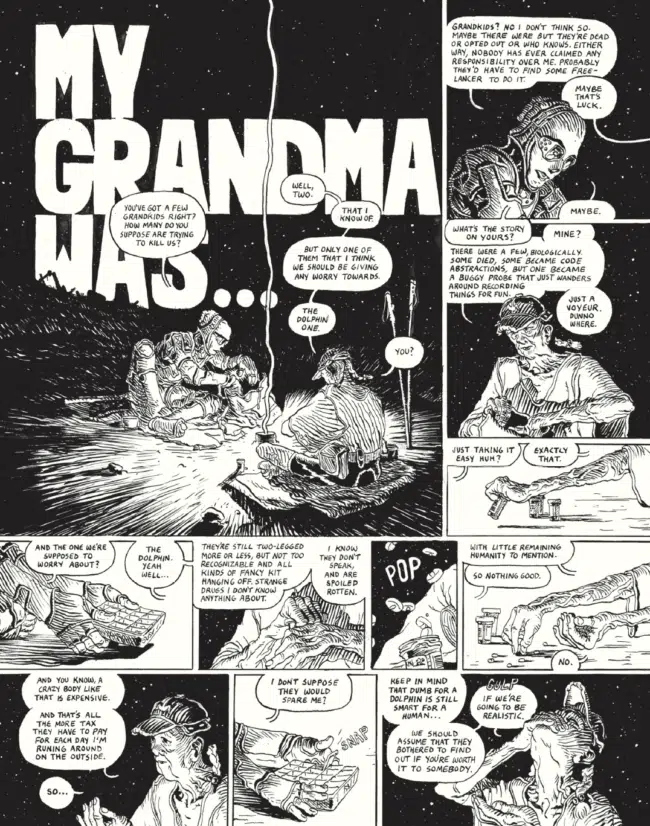 MY
GRANDMA
WAS...
YOU'VE GOT A FEW
GRANDKIDS RIGHT?
HOW MANY DO YOU
SUPPOSE ARE TRYING
TO KILL US?
WELL,
TWO.
THAT I
KNOW OF.
BUT ONLY ONE OF
THEM THAT I THINK
WE SHOULD BE GIVING
ANY WORRY TOWARDS.
THE
DOLPHIN
ONE.
YOU?
GRANDKIDS? NO I DON'T THINK SO.
MAYBE THERE WERE BUT THEY'RE DEAD
OR OPTED OUT OR WHO KNOWS. EITHER
WAY, NOBODY HAS EVER CLAIMED ANY
RESPONSIBILITY OVER ME. PROBABLY
THEY'D HAVE TO FIND SOME FREE-
LANCER TO DO IT.
MAYBE
THAT'S
LUCK.
MAYBE.
WHAT'S THE STORY
ON YOURS?
MINE?
THERE WERE A FEW, BIOLOGICALLY.
SOME DIED, SOME BECAME CODE
ABSTRACTIONS, BUT ONE BECAME
A BUGGY PROBE THAT JUST WANDERS
AROUND RECORDING
THINGS FOR FUN.
JUST A
VOYEUR.
DUNNO
WHERE.
JUST TAKING IT
EASY HUH?
EXACTLY
THAT.
AND THE ONE WE'RE
SUPPOSED TO
WORRY ABOUT?
THE
DOLPHIN.
YEAH
WELL...
THEY'RE STILL TWO-LEGGED
MORE OR LESS, BUT NOT TOO
RECOGNIZABLE AND ALL
KINDS OF FANCY KIT
HANGING OFF. STRANGE
DRUGS I DON'T KNOW
ANYTHING ABOUT.
I KNOW
THEY DON'T
SPEAK,
AND ARE
SPOILED
ROTTEN.
POP
WITH LITTLE REMAINING
HUMANITY TO MENTION.
SO NOTHING GOOD.
NO.
AND YOU KNOW, A
CRAZY BODY LIKE
THAT IS EXPENSIVE.
AND THAT'S ALL
THE MORE TAX
THEY HAVE TO PAY
FOR EACH DAY I'M
RUNING AROUND
ON THE OUTSIDE.
SO...
I DON'T SUPPOSE
THEY WOULD
SPARE ME?
SNIP
KEEP IN MIND
THAT DUMB FOR A
DOLPHIN IS STILL
SMART FOR A
HUMAN...
WE SHOULD
ASSUME THAT THEY
BOTHERED TO FIND
OUT IF YOU'RE WORTH
IT TO SOMEBODY.
GULP
IF WE'RE
GOING TO BE
REALISTIC.